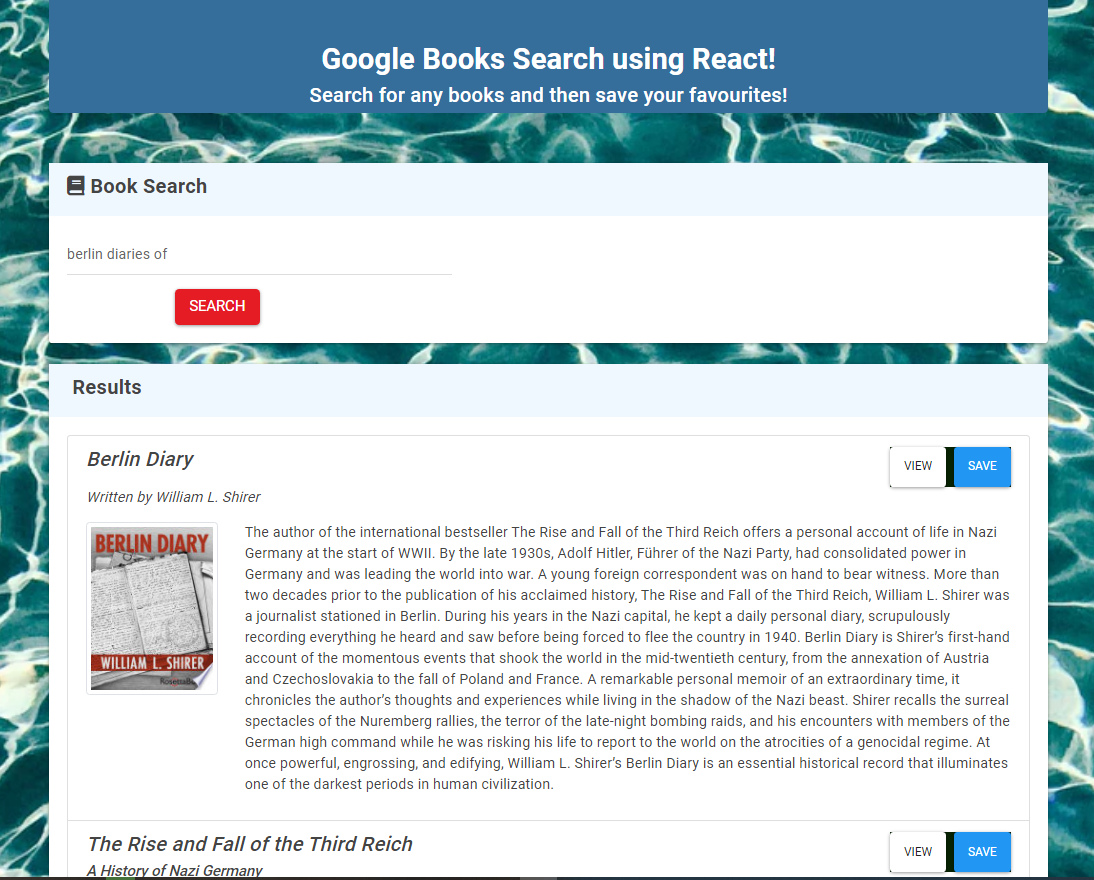 Google Books Search using React!
Search for any books and then save your favourites!
Book Search
berlin diaries of
SEARCH
Results
Berlin Diary
VIEW
SAVE
Written by William L. Shirer
BERLIN DIARY
WILLIAM L. SHIRER
The author of the international bestseller The Rise and Fall of the Third Reich offers a personal account of life in Nazi
Germany at the start of WWII. By the late 1930s, Adolf Hitler, Führer of the Nazi Party, had consolidated power in
Germany and was leading the world into war. A young foreign correspondent was on hand to bear witness. More than
two decades prior to the publication of his acclaimed history, The Rise and Fall of the Third Reich, William L. Shirer was
a journalist stationed in Berlin. During his years in the Nazi capital, he kept a daily personal diary, scrupulously
recording everything he heard and saw before being forced to flee the country in 1940. Berlin Diary is Shirer’s first-hand
account of the momentous events that shook the world in the mid-twentieth century, from the annexation of Austria
and Czechoslovakia to the fall of Poland and France. A remarkable personal memoir of an extraordinary time, it
chronicles the author’s thoughts and experiences while living in the shadow of the Nazi beast. Shirer recalls the surreal
spectacles of the Nuremberg rallies, the terror of the late-night bombing raids, and his encounters with members of the
German high command while he was risking his life to report to the world on the atrocities of a genocidal regime. At
once powerful, engrossing, and edifying, William L. Shirer’s Berlin Diary is an essential historical record that illuminates
one of the darkest periods in human civilization.
The Rise and Fall of the Third Reich
VIEW
SAVE
A History of Nazi Germany